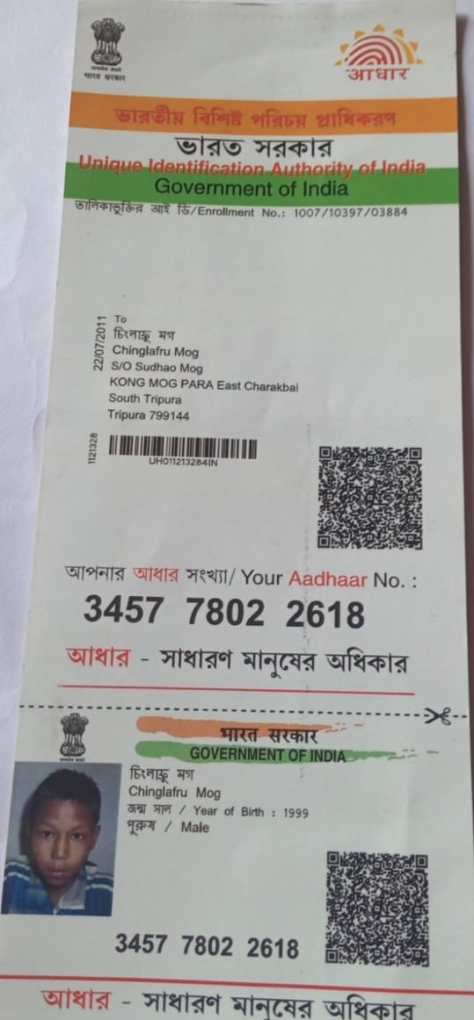 भारत सरकार
आधार
ভারতীয় বিশিষ্ট পরিচয় প্রাধিকরণ
ভারত সরকার
Unique Identification Authority of India
Government of India
তালিকাভুক্তির আই ডি/Enrollment No.: 1007/10397/03884
22/07/2011
To
চিংলাফ্রু মগ
Chinglafru Mog
S/O Sudhao Mog
KONG MOG PARA East Charakbai
South Tripura
Tripura 799144
1121328
UH011213284IN
আপনার আধার সংখ্যা/ Your Aadhaar No. :
3457 7802 2618
আধার - সাধারণ মানুষের অধিকার
भारत सरकार
GOVERNMENT OF INDIA
চিংলাফ্রু মগ
Chinglafru Mog
জন্ম সাল / Year of Birth : 1999
পুরুষ / Male
3457 7802 2618
আধার - সাধারণ মানুষের অধিকার